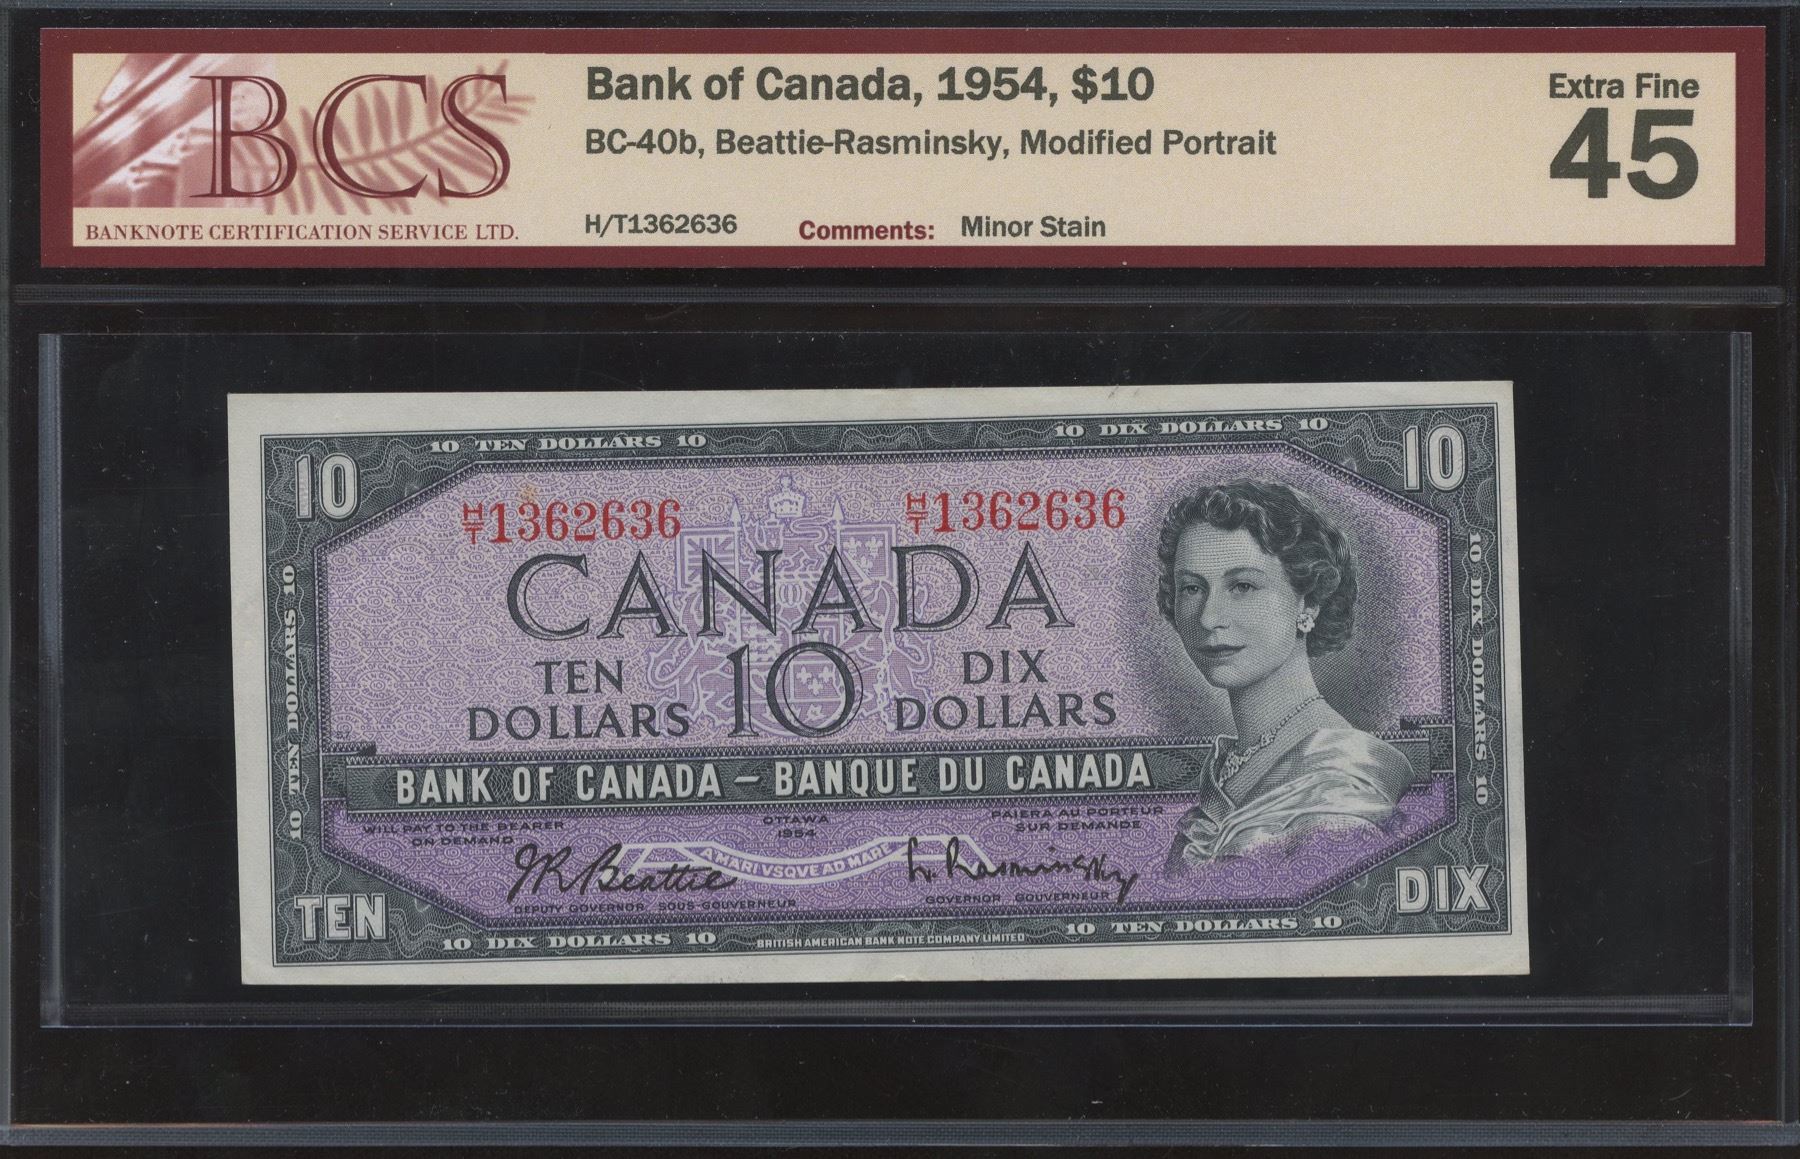 BCS
BANKNOTE CERTIFICATION SERVICE LTD.
Bank of Canada, 1954, $10
BC-40b, Beattie-Rasminsky, Modified Portrait
H/T1362636 Comments: Minor Stain
Extra Fine
45
10 TEN DOLLARS 10
10 DIX DOLLARS 10
10
10
H/T1362636
H/T1362636
CANADA
TEN DOLLARS
10
DIX DOLLARS
10 TEN DOLLARS 10
10 DIX DOLLARS 10
BANK OF CANADA – BANQUE DU CANADA
WILL PAY TO THE BEARER
ON DEMAND
OTTAWA
1954
PAIERA AU PORTEUR
SUR DEMANDE
A MARI VSQVE AD MARE
JR Beattie
L. Rasminsky
DEPUTY GOVERNOR SOUS-GOUVERNEUR
GOVERNOR GOUVERNEUR
TEN
DIX
10 DIX DOLLARS 10
BRITISH AMERICAN BANK NOTE COMPANY LIMITED
10 TEN DOLLARS 10